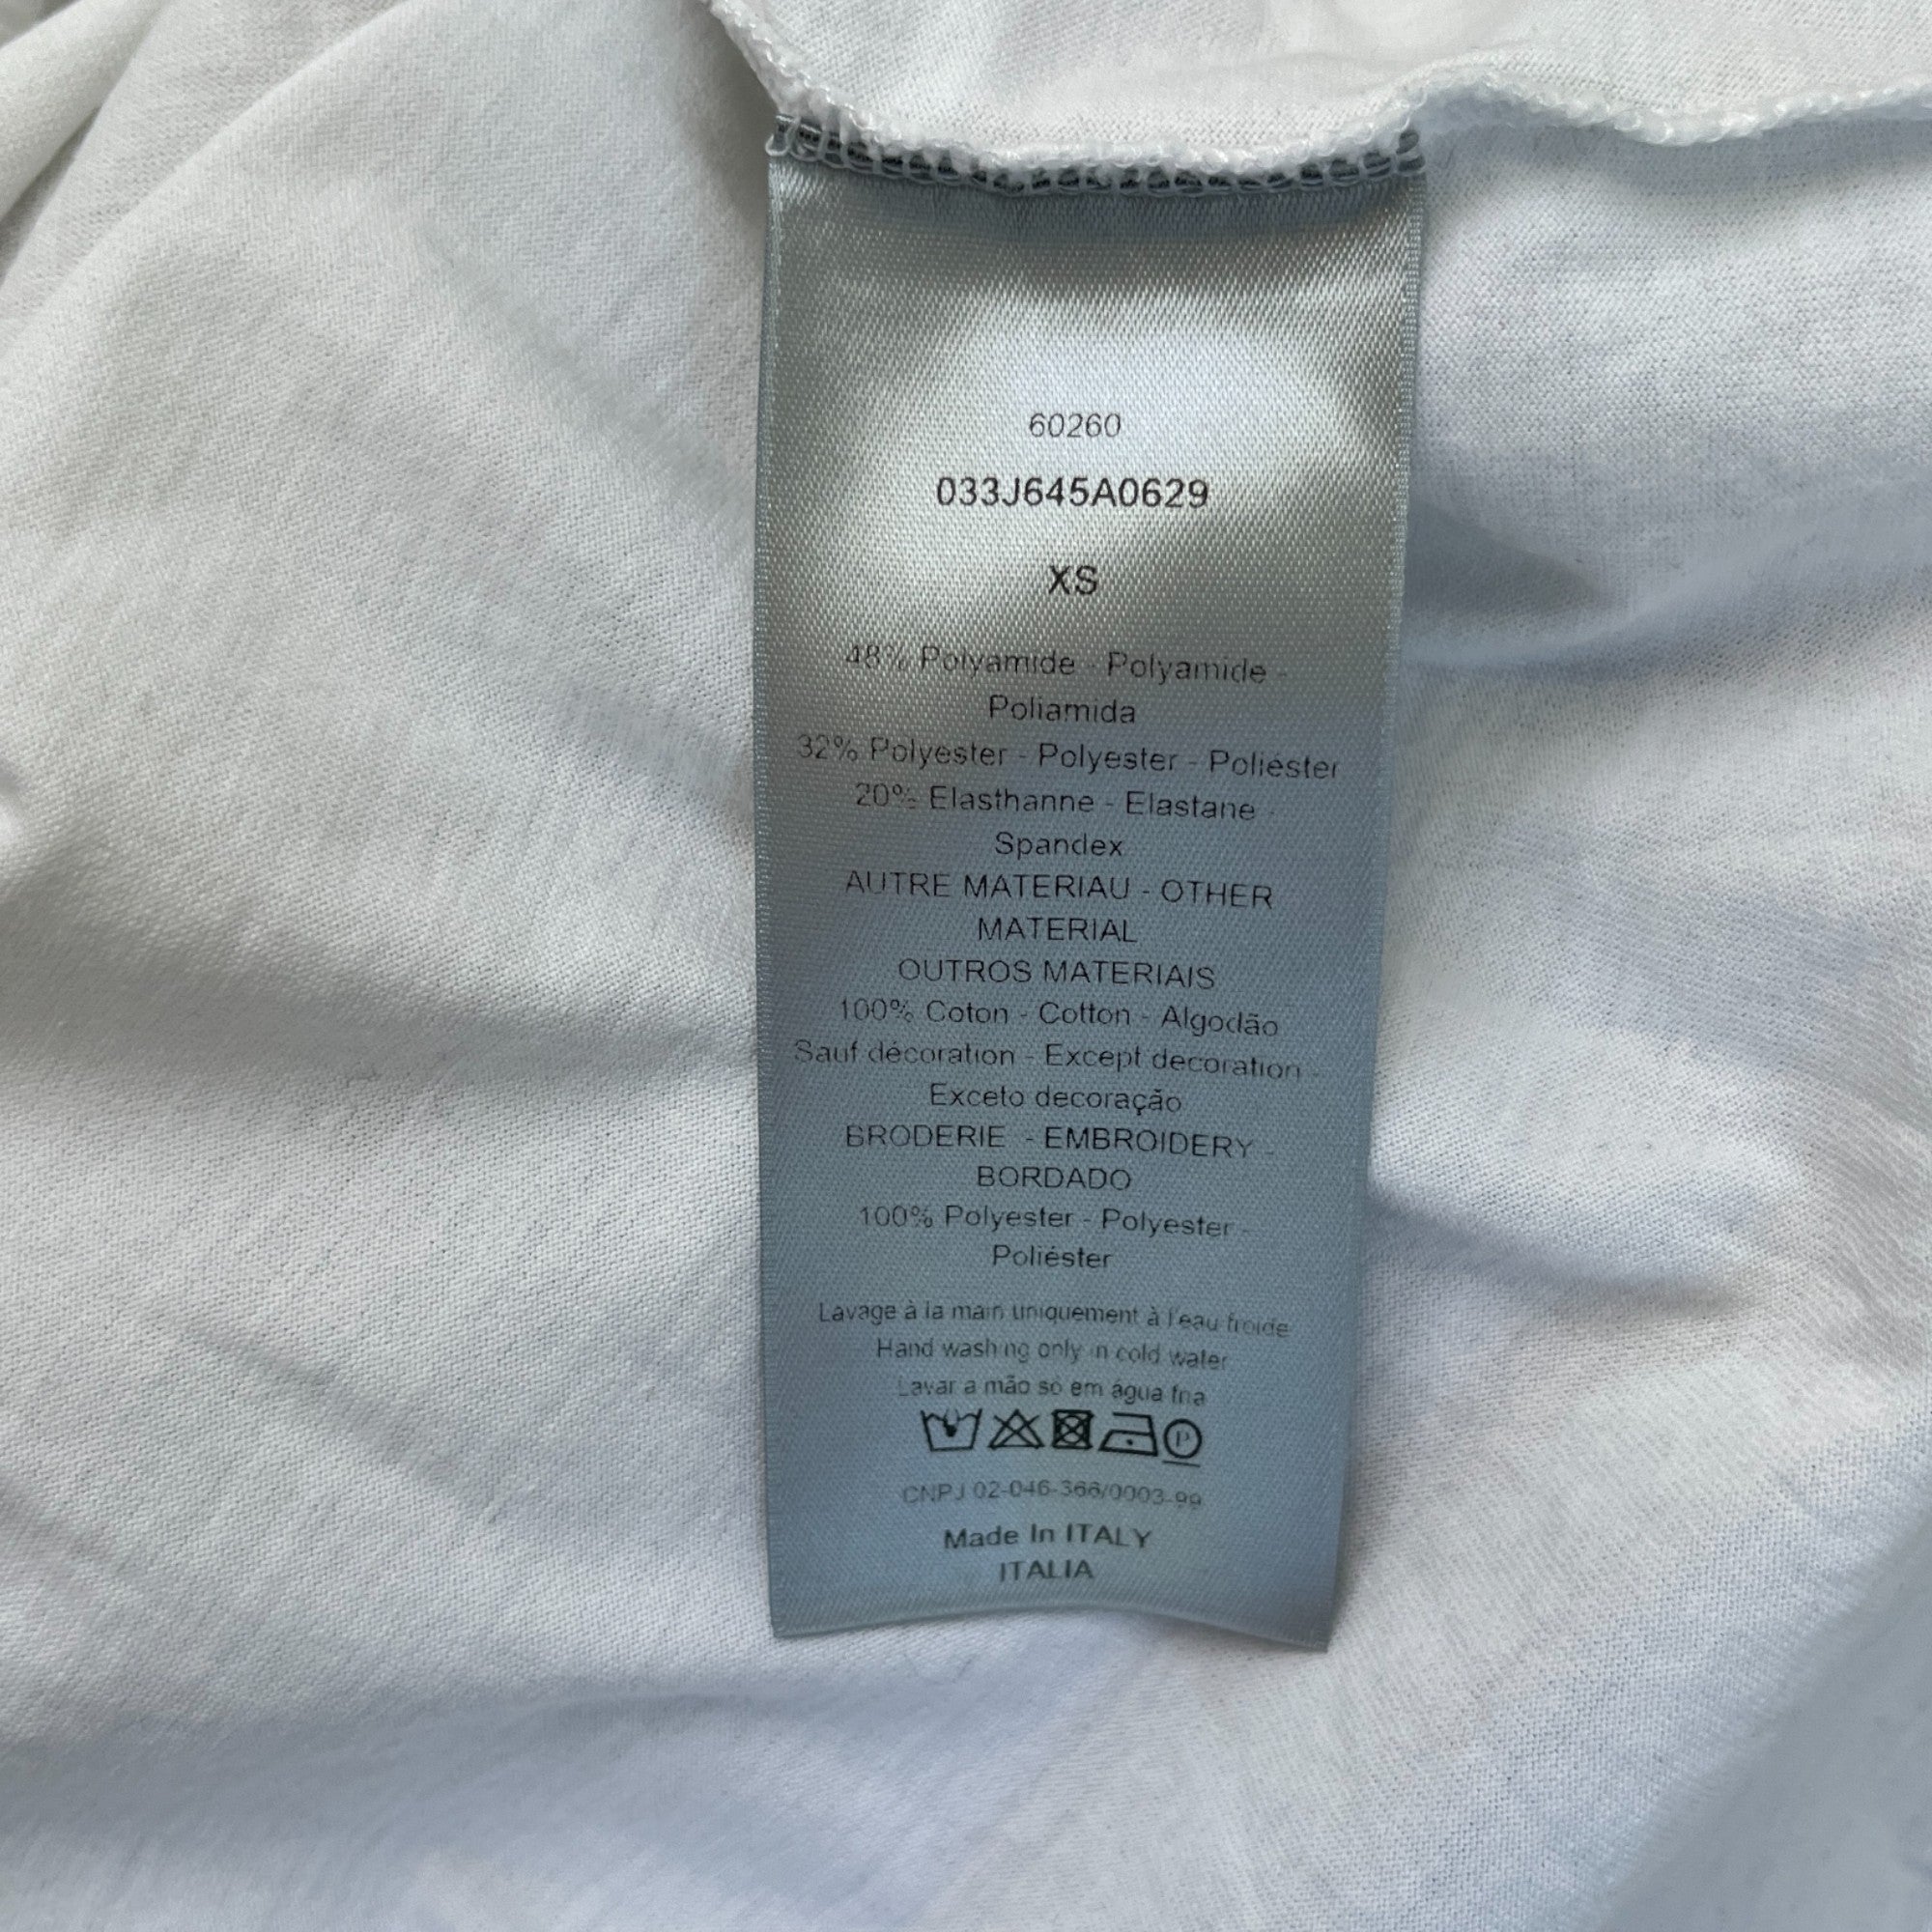 60260
033J645A0629
XS
48% Polyamide - Polyamide -
Poliamida
32% Polyester - Polyester - Poliéster
20% Elasthanne - Elastane -
Spandex
AUTRE MATERIAU - OTHER
MATERIAL
OUTROS MATERIAIS
100% Coton - Cotton - Algodão
Sauf décoration - Except decoration -
Exceto decoração
BRODERIE - EMBROIDERY -
BORDADO
100% Polyester - Polyester -
Poliéster
Lavage à la main uniquement à l'eau froide
Hand washing only in cold water
Lavar a mão só em água fria
P
CNPJ 02-046-366/0003-99
Made In ITALY
ITALIA